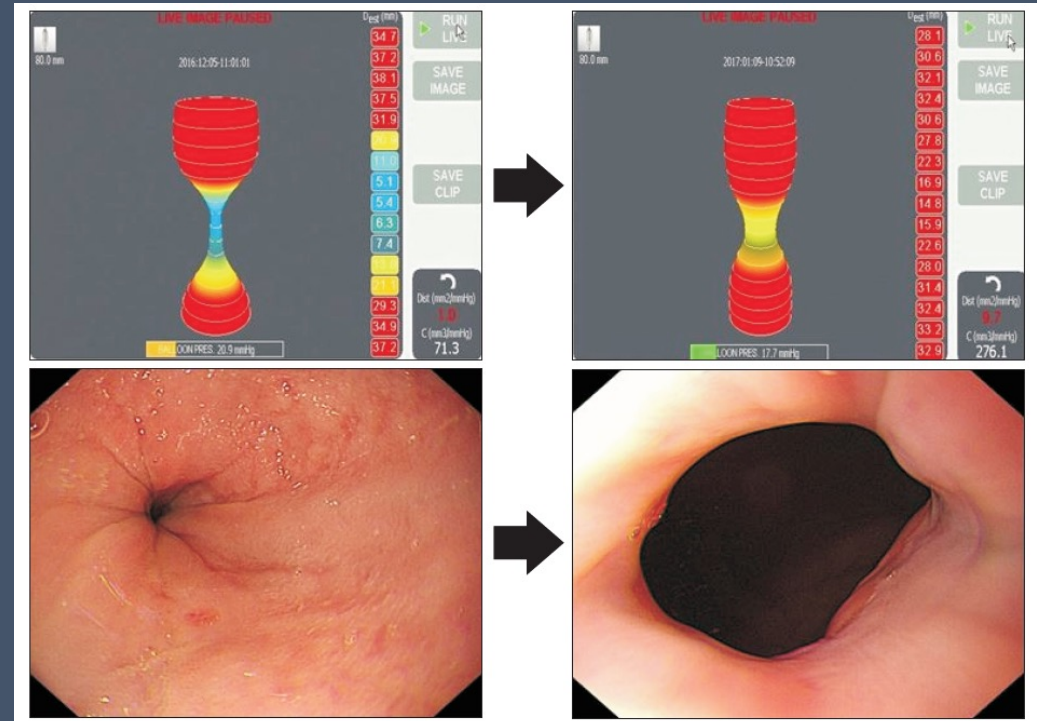 LIVE IMAGE PAUSED
Dest (mm)
RUN
LIVE
80.0 mm
2016:12:05-11:01:01
34.7
37.2
38.1
37.5
31.9
11.0
5.1
5.4
6.3
7.4
21.1
29.3
34.9
37.2
SAVE
IMAGE
SAVE
CLIP
Dist (mm2/mmHg)
1.0
C (mm3/mmHg)
71.3
BALLOON PRES. 20.9 mmHg
LIVE IMAGE PAUSED
Dest (mm)
RUN
LIVE
80.0 mm
2017:01:09-10:52:09
28.1
30.6
32.1
32.4
30.6
27.8
22.3
16.9
14.8
15.9
22.6
28.0
31.4
32.4
33.2
32.9
SAVE
IMAGE
SAVE
CLIP
Dist (mm2/mmHg)
9.7
C (mm3/mmHg)
276.1
LOON PRES. 17.7 mmHg